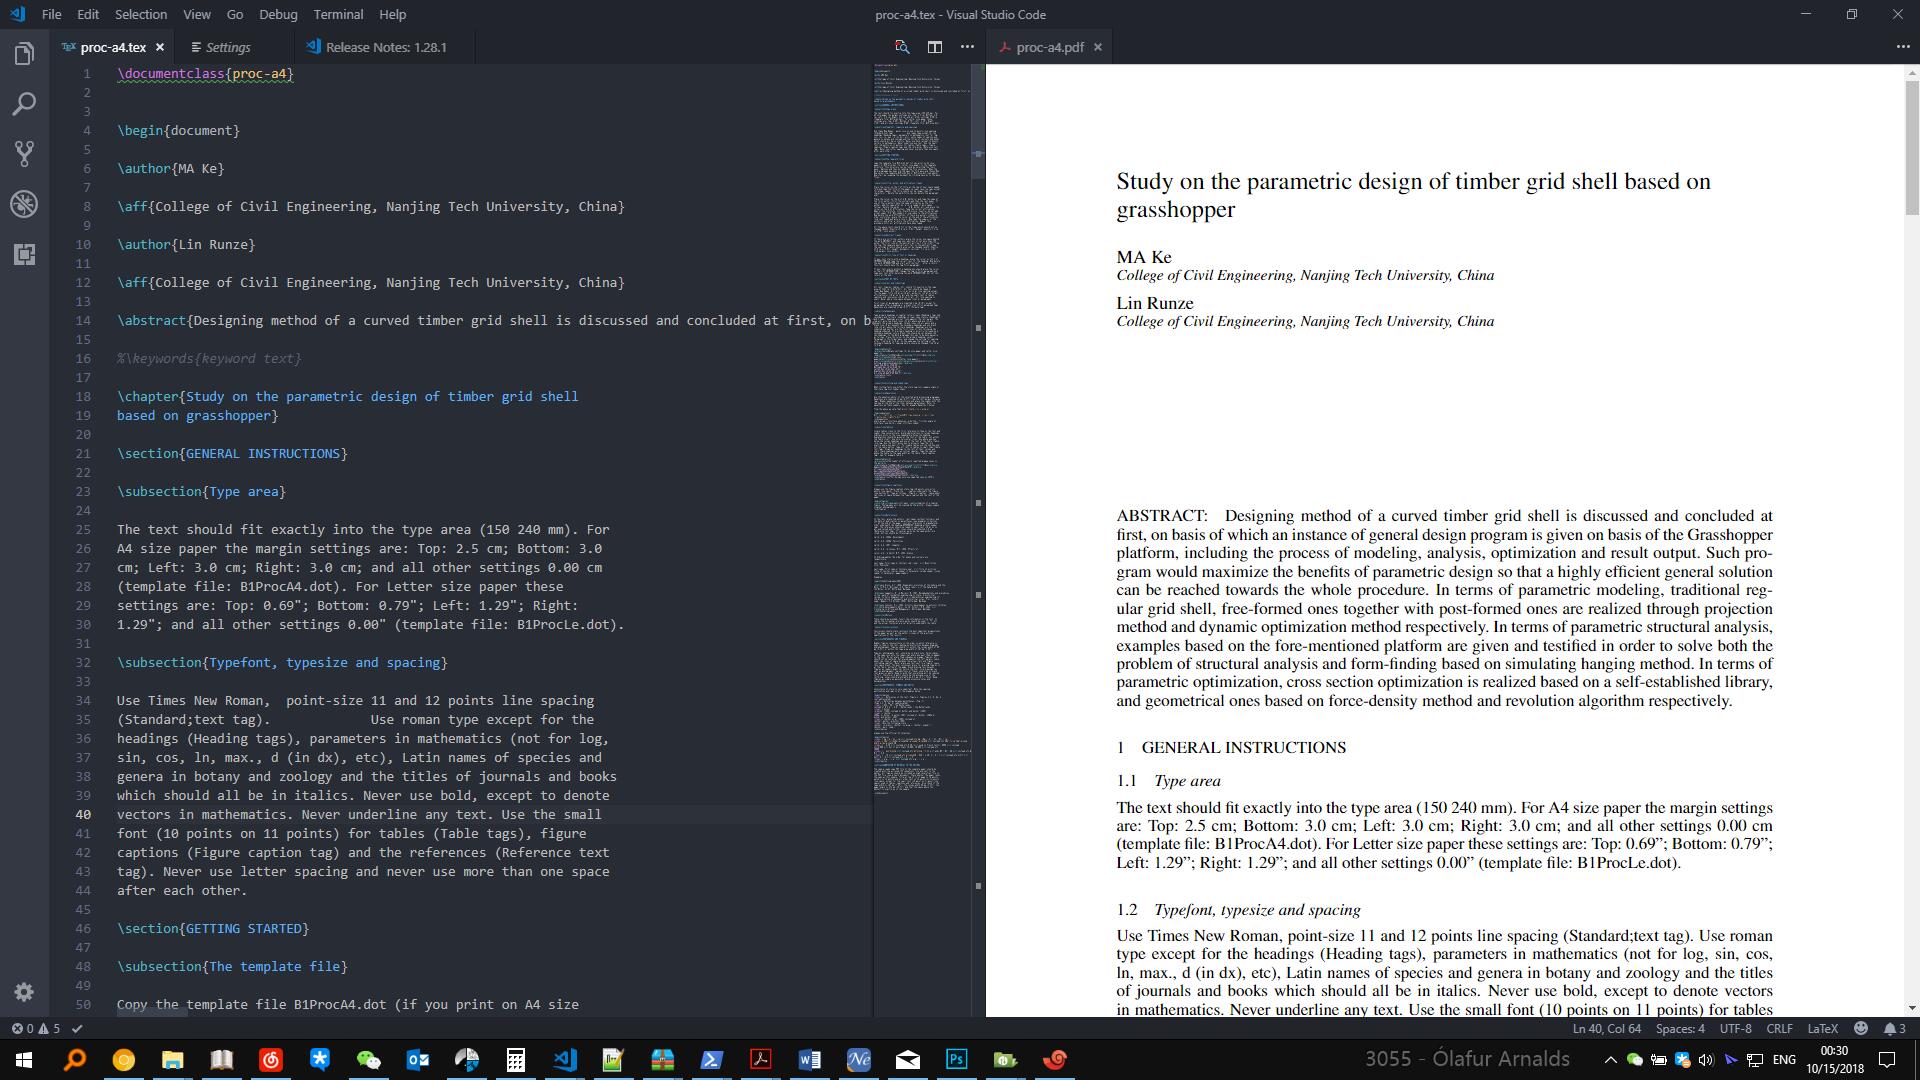 File Edit Selection View Go Debug Terminal Help
proc-a4.tex - Visual Studio Code
proc-a4.tex
Settings
Release Notes: 1.28.1
proc-a4.pdf
1 \documentclass{proc-a4}
2
3
4 \begin{document}
5
6 \author{MA Ke}
7
8 \aff{College of Civil Engineering, Nanjing Tech University, China}
9
10 \author{Lin Runze}
11
12 \aff{College of Civil Engineering, Nanjing Tech University, China}
13
14 \abstract{Designing method of a curved timber grid shell is discussed and concluded at first, on b
15
16 %\keywords{keyword text}
17
18 \chapter{Study on the parametric design of timber grid shell
19 based on grasshopper}
20
21 \section{GENERAL INSTRUCTIONS}
22
23 \subsection{Type area}
24
25 The text should fit exactly into the type area (150 240 mm). For
26 A4 size paper the margin settings are: Top: 2.5 cm; Bottom: 3.0
27 cm; Left: 3.0 cm; Right: 3.0 cm; and all other settings 0.00 cm
28 (template file: B1ProcA4.dot). For Letter size paper these
29 settings are: Top: 0.69"; Bottom: 0.79"; Left: 1.29"; Right:
30 1.29"; and all other settings 0.00" (template file: B1ProcLe.dot).
31
32 \subsection{Typefont, typesize and spacing}
33
34 Use Times New Roman,  point-size 11 and 12 points line spacing
35 (Standard;text tag).             Use roman type except for the
36 headings (Heading tags), parameters in mathematics (not for log,
37 sin, cos, ln, max., d (in dx), etc), Latin names of species and
38 genera in botany and zoology and the titles of journals and books
39 which should all be in italics. Never use bold, except to denote
40 vectors in mathematics. Never underline any text. Use the small
41 font (10 points on 11 points) for tables (Table tags), figure
42 captions (Figure caption tag) and the references (Reference text
43 tag). Never use letter spacing and never use more than one space
44 after each other.
45
46 \section{GETTING STARTED}
47
48 \subsection{The template file}
49
50 Copy the template file B1ProcA4.dot (if you print on A4 size
Study on the parametric design of timber grid shell based on
grasshopper
MA Ke
College of Civil Engineering, Nanjing Tech University, China
Lin Runze
College of Civil Engineering, Nanjing Tech University, China
ABSTRACT: Designing method of a curved timber grid shell is discussed and concluded at
first, on basis of which an instance of general design program is given on basis of the Grasshopper
platform, including the process of modeling, analysis, optimization and result output. Such pro-
gram would maximize the benefits of parametric design so that a highly efficient general solution
can be reached towards the whole procedure. In terms of parametric modeling, traditional reg-
ular grid shell, free-formed ones together with post-formed ones are realized through projection
method and dynamic optimization method respectively. In terms of parametric structural analysis,
examples based on the fore-mentioned platform are given and testified in order to solve both the
problem of structural analysis and form-finding based on simulating hanging method. In terms of
parametric optimization, cross section optimization is realized based on a self-established library,
and geometrical ones based on force-density method and revolution algorithm respectively.
1 GENERAL INSTRUCTIONS
1.1 Type area
The text should fit exactly into the type area (150 240 mm). For A4 size paper the margin settings
are: Top: 2.5 cm; Bottom: 3.0 cm; Left: 3.0 cm; Right: 3.0 cm; and all other settings 0.00 cm
(template file: B1ProcA4.dot). For Letter size paper these settings are: Top: 0.69”; Bottom: 0.79”;
Left: 1.29”; Right: 1.29”; and all other settings 0.00” (template file: B1ProcLe.dot).
1.2 Typefont, typesize and spacing
Use Times New Roman, point-size 11 and 12 points line spacing (Standard;text tag). Use roman
type except for the headings (Heading tags), parameters in mathematics (not for log, sin, cos,
ln, max., d (in dx), etc), Latin names of species and genera in botany and zoology and the titles
of journals and books which should all be in italics. Never use bold, except to denote vectors
in mathematics. Never underline any text. Use the small font (10 points on 11 points) for tables
0 5
Ln 40, Col 64 Spaces: 4 UTF-8 CRLF LaTeX 3
3055 - Ólafur Arnalds
ENG
00:30
10/15/2018